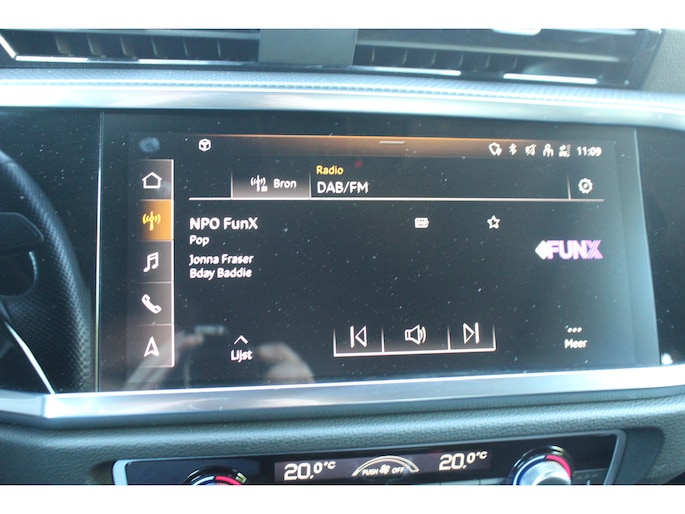 11:09
Radio
Bron
DAB/FM
NPO FunX
Pop
FUNX
Jonna Fraser
Bday Baddie
Lijst
Meer
20,0°C
PUSH OFF
20,0°C